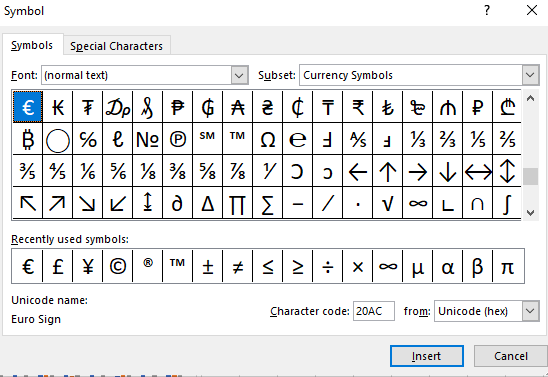 Symbol ? ×
Symbols Special Characters
Font: (normal text) Subset: Currency Symbols
€ ₭ ₮ ₯ ₰ ₱ ₲ ₳ ₴ ₵ ₸ ₹ ₺ ₻ ₼ ₽ ₾
₿ ◯ ℅ ℓ № ℗ ℠ ™ Ω ℮ Ⅎ ⅍ ⅎ ⅓ ⅔ ⅕ ⅖
⅗ ⅘ ⅙ ⅚ ⅛ ⅜ ⅝ ⅞ ⅟ Ↄ ↄ ← ↑ → ↓ ↔ ↕
↖ ↗ ↘ ↙ ↨ ∂ ∆ ∏ ∑ − ∕ ∙ √ ∞ ∟ ∩ ∫
Recently used symbols:
€ £ ¥ © ® ™ ± ≠ ≤ ≥ ÷ × ∞ µ α β π
Unicode name:
Euro Sign
Character code: 20AC from: Unicode (hex)
Insert Cancel